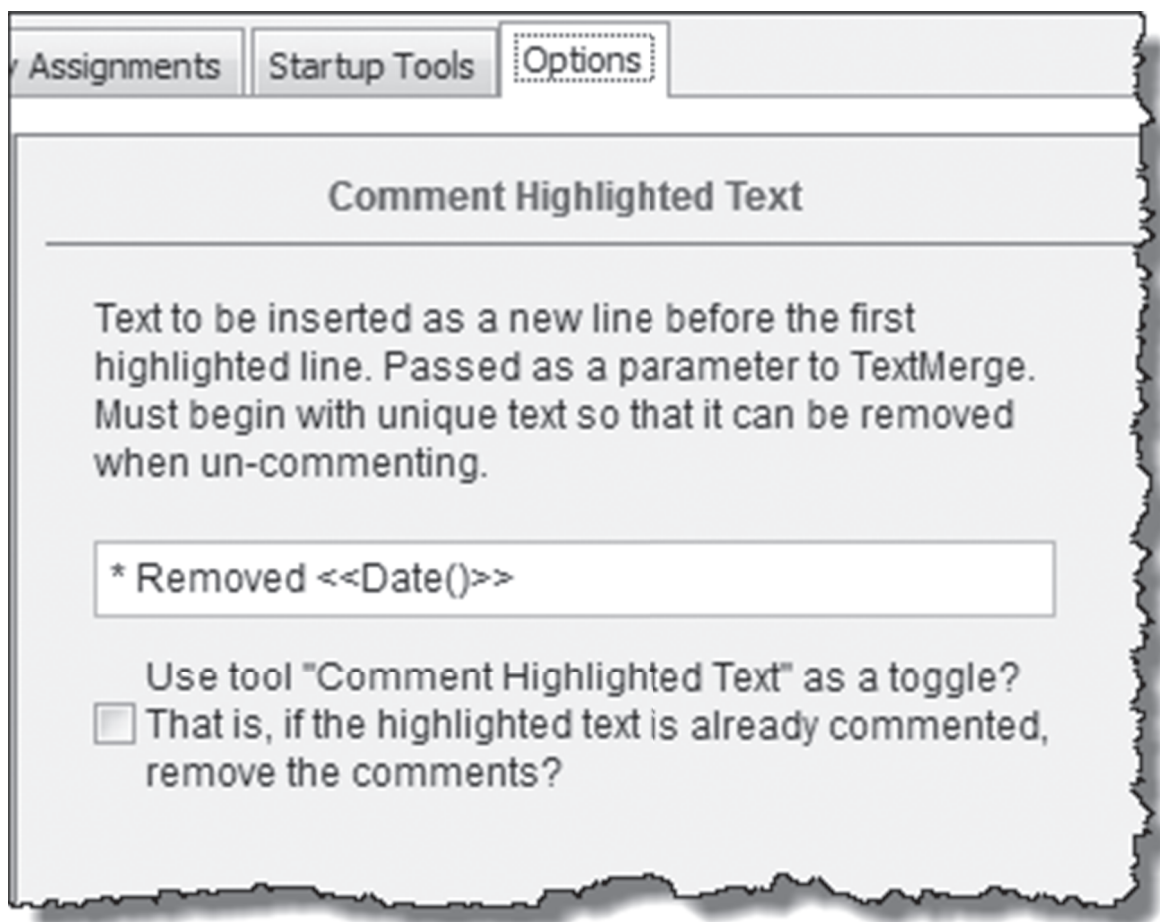 y Assignments Startup Tools Options
Comment Highlighted Text
Text to be inserted as a new line before the first
highlighted line. Passed as a parameter to TextMerge.
Must begin with unique text so that it can be removed
when un-commenting.
* Removed <<Date()>>
Use tool "Comment Highlighted Text" as a toggle?
That is, if the highlighted text is already commented,
remove the comments?